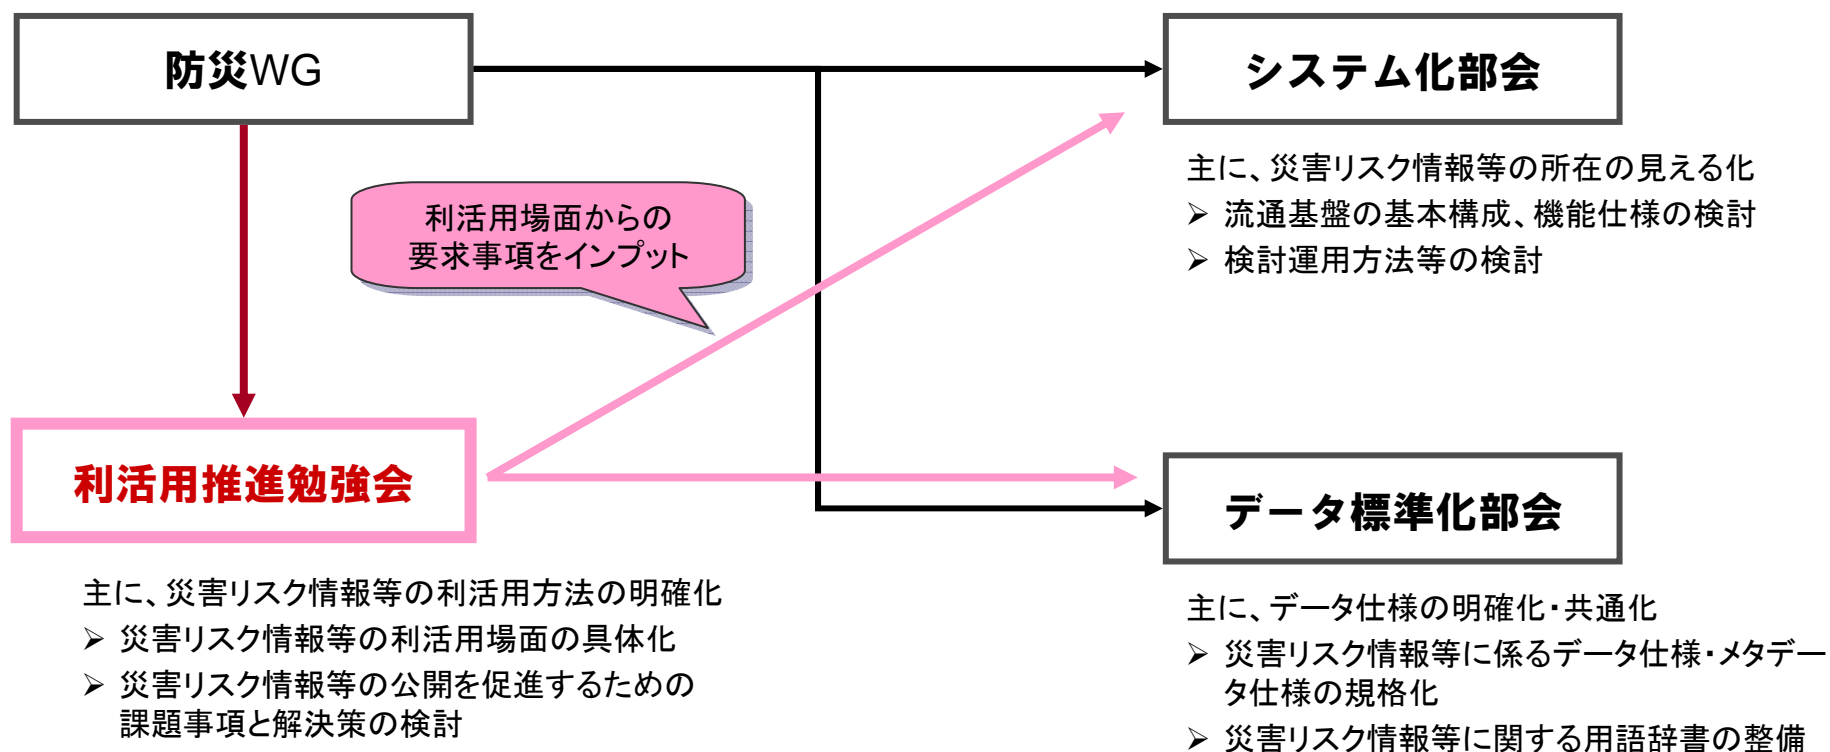 防災WG
システム化部会
主に、災害リスク情報等の所在の見える化
➢ 流通基盤の基本構成、機能仕様の検討
➢ 検討運用方法等の検討
利活用場面からの
要求事項をインプット
利活用推進勉強会
主に、災害リスク情報等の利活用方法の明確化
➢ 災害リスク情報等の利活用場面の具体化
➢ 災害リスク情報等の公開を促進するための
課題事項と解決策の検討
データ標準化部会
主に、データ仕様の明確化・共通化
➢ 災害リスク情報等に係るデータ仕様・メタデー
タ仕様の規格化
➢ 災害リスク情報等に関する用語辞書の整備